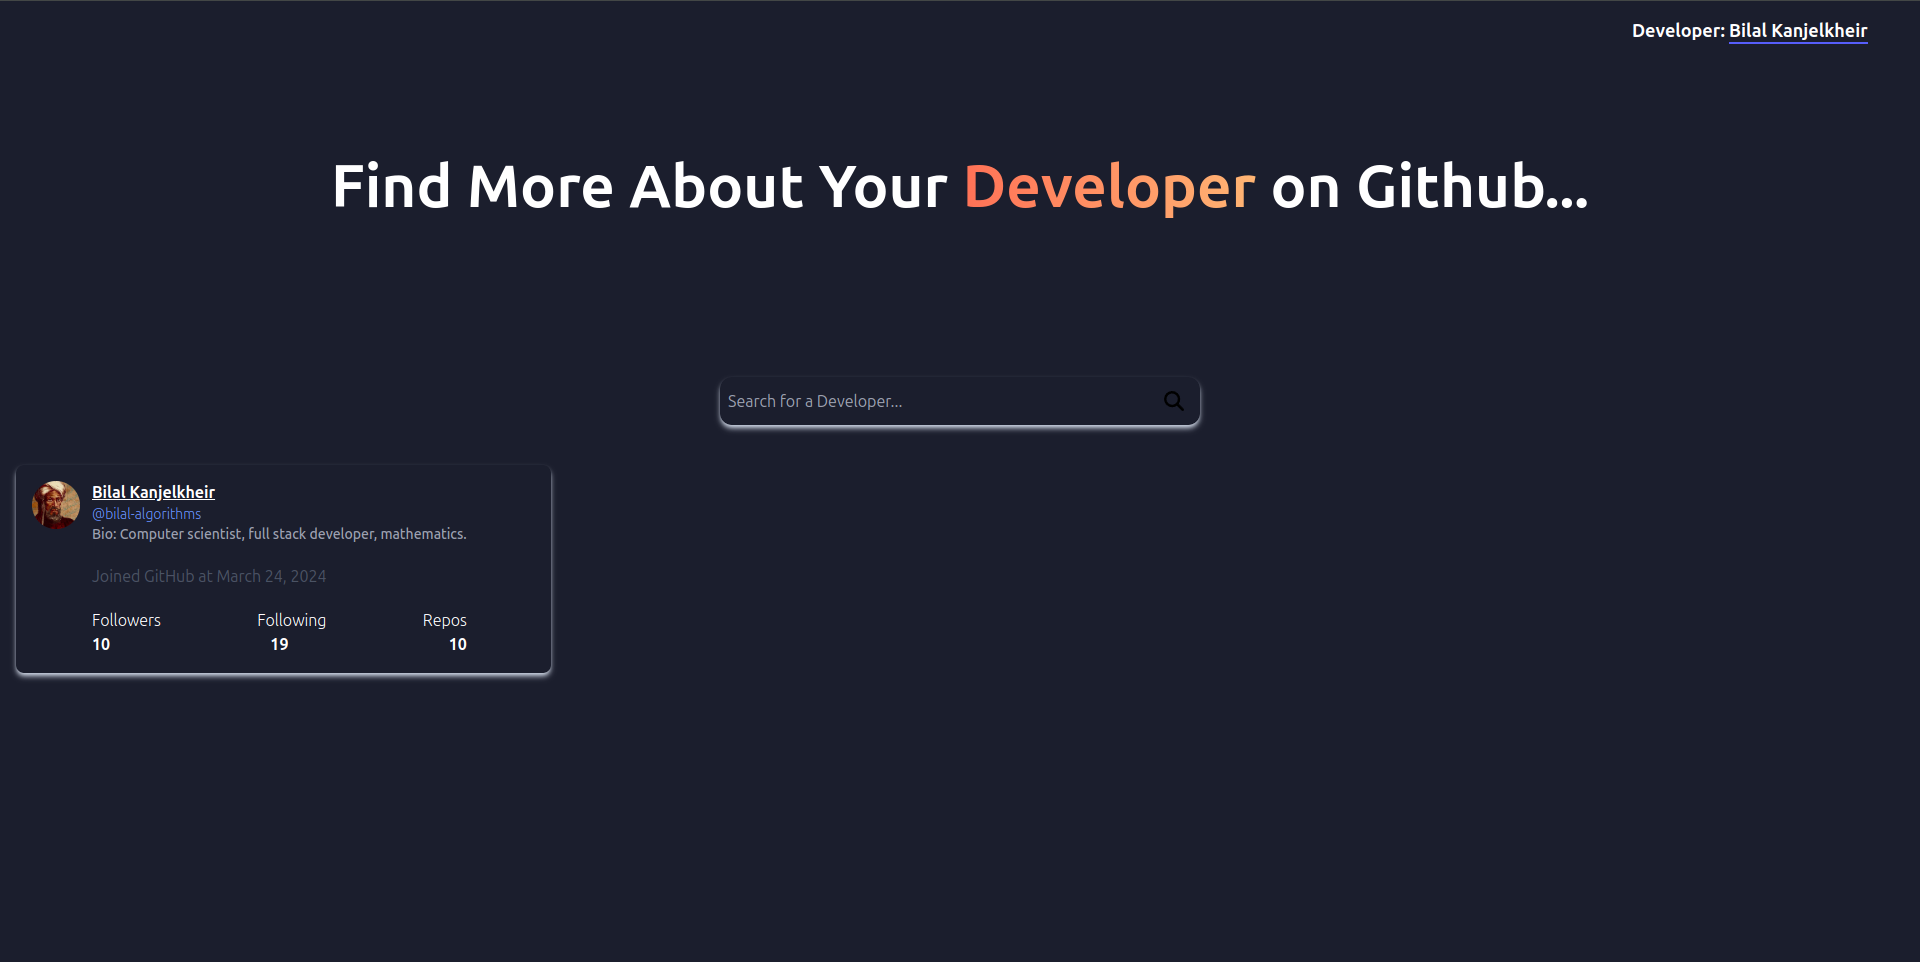 Developer: Bilal Kanjelkheir
Find More About Your Developer on Github...
Search for a Developer...
Bilal Kanjelkheir
@bilal-algorithms
Bio: Computer scientist, full stack developer, mathematics.
Joined GitHub at March 24, 2024
Followers Following Repos
10 19 10